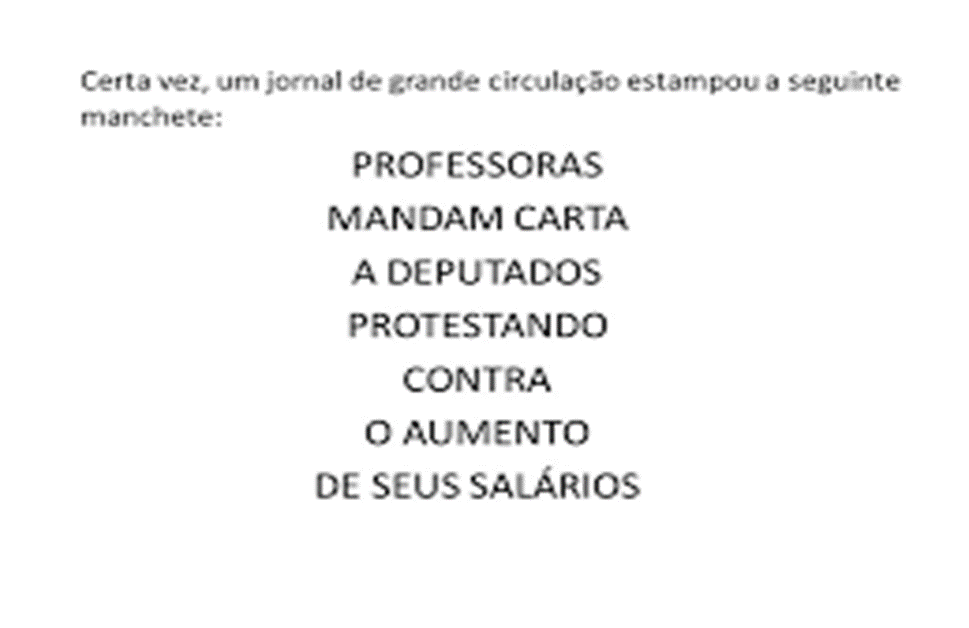 Certa vez, um jornal de grande circulação estampou a seguinte
manchete:
PROFESSORAS
MANDAM CARTA
A DEPUTADOS
PROTESTANDO
CONTRA
O AUMENTO
DE SEUS SALÁRIOS